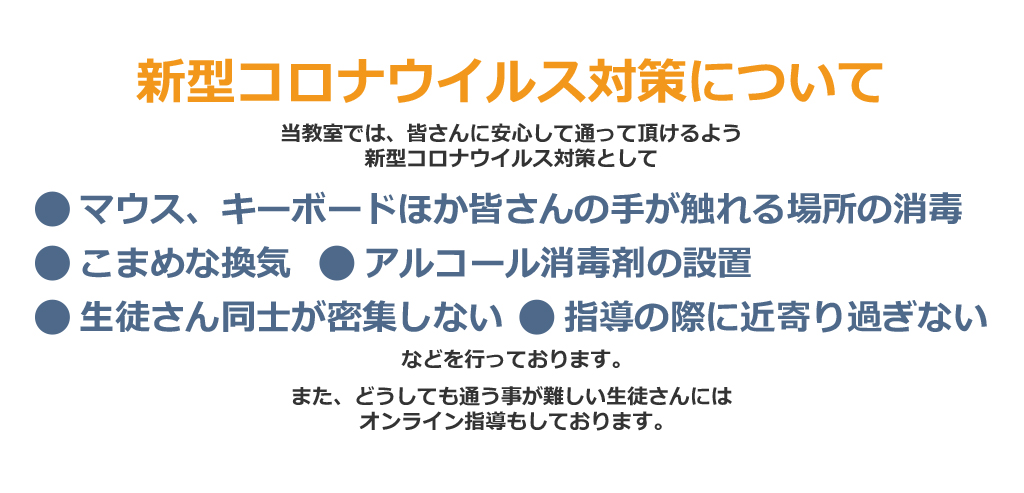 新型コロナウイルス対策について
当教室では、皆さんに安心して通って頂けるよう
新型コロナウイルス対策として
● マウス、キーボードほか皆さんの手が触れる場所の消毒
● こまめな換気 ● アルコール消毒剤の設置
● 生徒さん同士が密集しない ● 指導の際に近寄り過ぎない
などを行っております。
また、どうしても通う事が難しい生徒さんには
オンライン指導もしております。